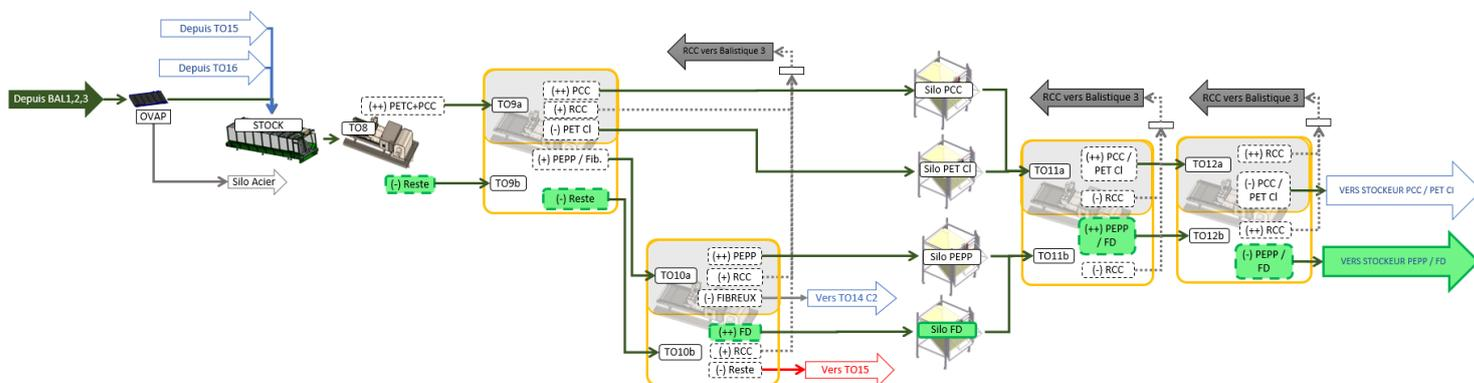 Depuis TO15
Depuis TO16
Depuis BAL1,2,3
OVAP
Silo Acier
STOCK
TO8
(++) PETC+PCC
(-) Reste
TO9a
(++) PCC
(+) RCC
(-) PET Cl
(+) PEPP / Fib.
TO9b
(-) Reste
RCC vers Balistique 3
TO10a
(++) PEPP
(+) RCC
(-) FIBREUX
Vers TO14 C2
(++) FD
TO10b
(+) RCC
(-) Reste
Vers TO15
Silo PCC
Silo PET Cl
Silo PEPP
Silo FD
RCC vers Balistique 3
TO11a
(++) PCC /
PET Cl
(-) RCC
(++) PEPP
/ FD
TO11b
(-) RCC
RCC vers Balistique 3
TO12a
(++) RCC
(-) PCC /
PET Cl
(++) RCC
TO12b
(-) PEPP /
FD
VERS STOCKEUR PCC / PET Cl
VERS STOCKEUR PEPP / FD